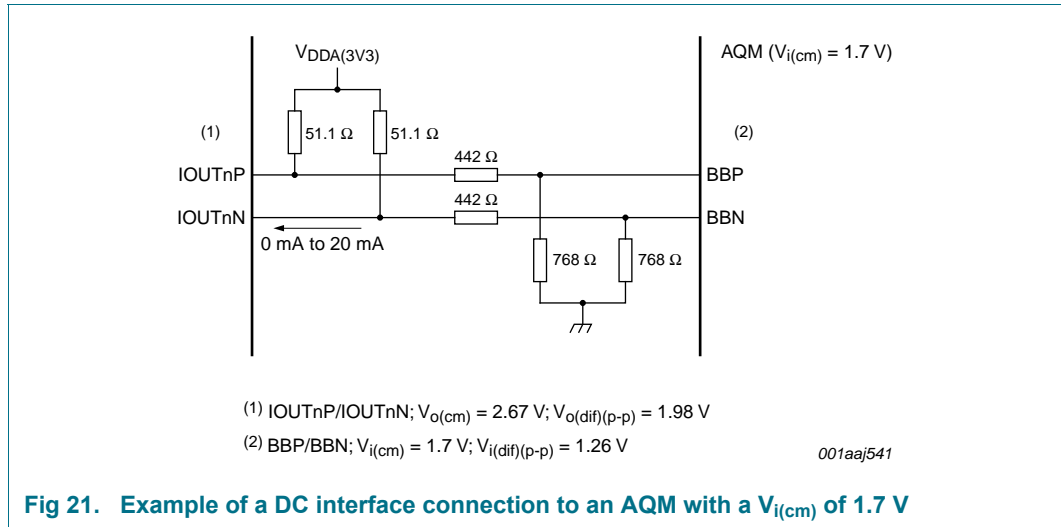 VDDA(3V3)
AQM (Vi(cm) = 1.7 V)
(1)
51.1 Ω
51.1 Ω
(2)
442 Ω
IOUTnP
BBP
442 Ω
IOUTnN
BBN
0 mA to 20 mA
768 Ω
768 Ω
(1) IOUTnP/IOUTnN; Vo(cm) = 2.67 V; Vo(dif)(p-p) = 1.98 V
(2) BBP/BBN; Vi(cm) = 1.7 V; Vi(dif)(p-p) = 1.26 V
001aaj541
Fig 21. Example of a DC interface connection to an AQM with a Vi(cm) of 1.7 V